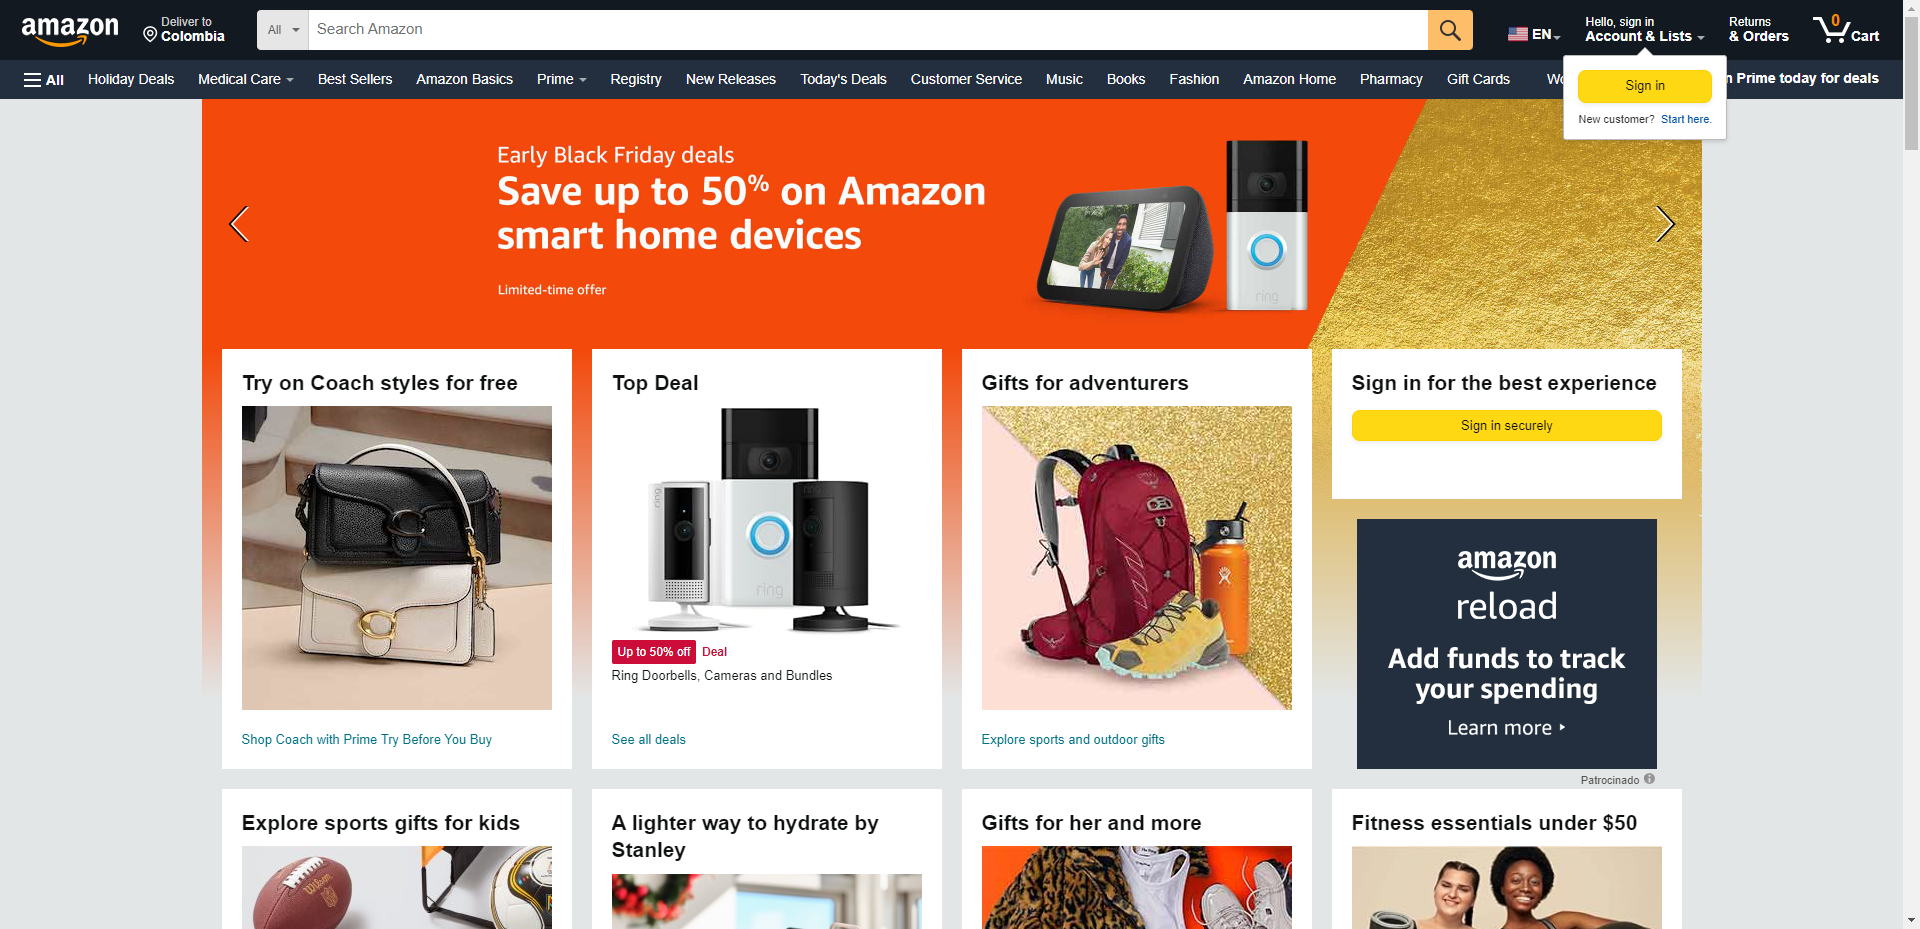 amazon
Deliver to
Colombia
All
Search Amazon
EN
Hello, sign in
Account & Lists
Returns
& Orders
0
Cart
All
Holiday Deals
Medical Care
Best Sellers
Amazon Basics
Prime
Registry
New Releases
Today's Deals
Customer Service
Music
Books
Fashion
Amazon Home
Pharmacy
Gift Cards
Prime today for deals
Sign in
New customer? Start here.
Early Black Friday deals
Save up to 50% on Amazon
smart home devices
Limited-time offer
ring
Try on Coach styles for free
Shop Coach with Prime Try Before You Buy
Top Deal
ring
ring
ring
Up to 50% off
Deal
Ring Doorbells, Cameras and Bundles
See all deals
Gifts for adventurers
Explore sports and outdoor gifts
Sign in for the best experience
Sign in securely
amazon
reload
Add funds to track
your spending
Learn more
Patrocinado
Explore sports gifts for kids
Wilson
A lighter way to hydrate by
Stanley
Gifts for her and more
Fitness essentials under $50